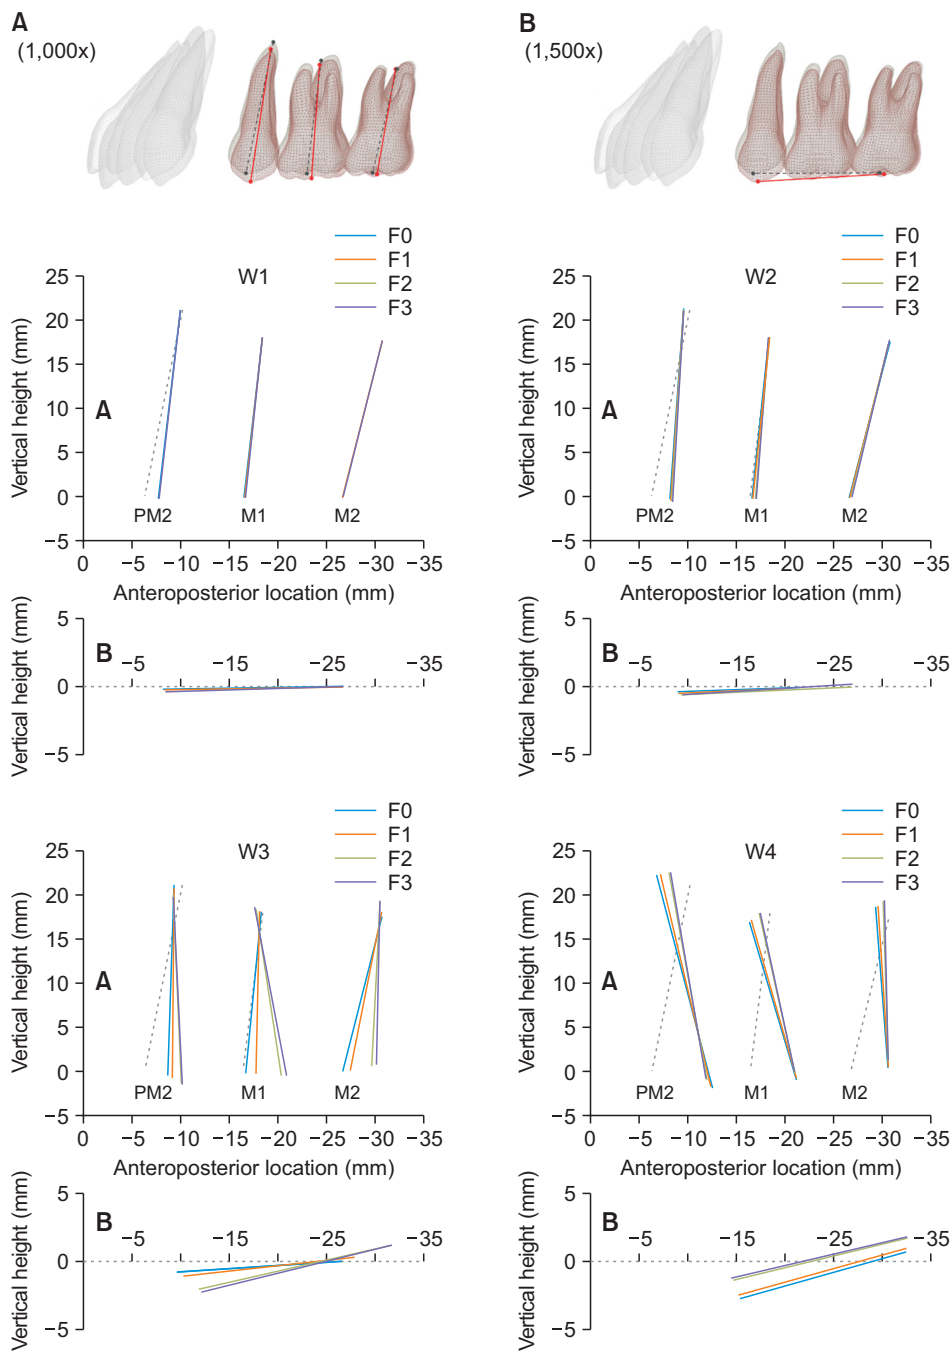 A
(1,000x)
B
(1,500x)
F0
F1
F2
F3
W1
25
20
15
10
5
0
−5
Vertical height (mm)
A
PM2
M1
M2
0
−5
−10
−15
−20
−25
−30
−35
Anteroposterior location (mm)
5
0
−5
Vertical height (mm)
B
−5
−15
−25
−35
F0
F1
F2
F3
W2
25
20
15
10
5
0
−5
Vertical height (mm)
A
PM2
M1
M2
0
−5
−10
−15
−20
−25
−30
−35
Anteroposterior location (mm)
5
0
−5
Vertical height (mm)
B
−5
−15
−25
−35
F0
F1
F2
F3
W3
25
20
15
10
5
0
−5
Vertical height (mm)
A
PM2
M1
M2
0
−5
−10
−15
−20
−25
−30
−35
Anteroposterior location (mm)
5
0
−5
Vertical height (mm)
B
−5
−15
−25
−35
F0
F1
F2
F3
W4
25
20
15
10
5
0
−5
Vertical height (mm)
A
PM2
M1
M2
0
−5
−10
−15
−20
−25
−30
−35
Anteroposterior location (mm)
5
0
−5
Vertical height (mm)
B
−5
−15
−25
−35